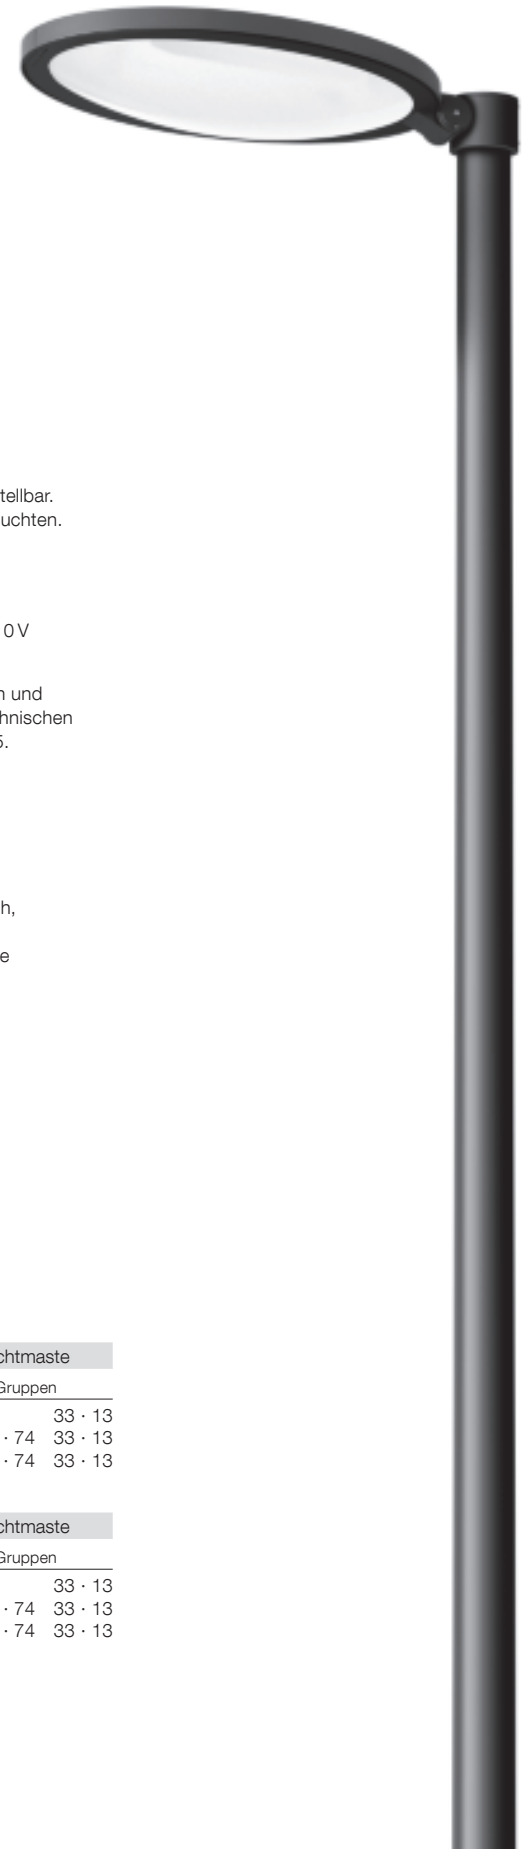 tellbar.
uchten.
0 V
n und
hnischen
5.
h,
e
chtmaste
Gruppen
33 · 13
· 74 33 · 13
· 74 33 · 13
chtmaste
Gruppen
33 · 13
· 74 33 · 13
· 74 33 · 13